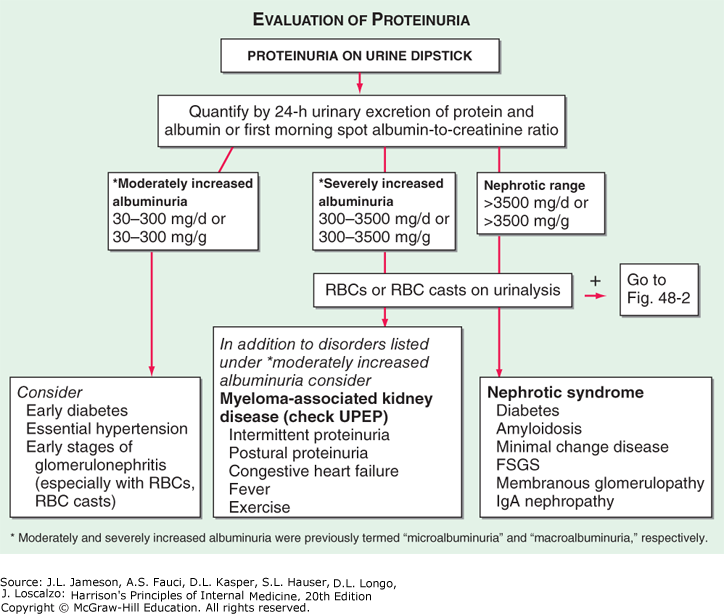 EVALUATION OF PROTEINURIA
PROTEINURIA ON URINE DIPSTICK
Quantify by 24-h urinary excretion of protein and
albumin or first morning spot albumin-to-creatinine ratio
*Moderately increased
albuminuria
30–300 mg/d or
30–300 mg/g
*Severely increased
albuminuria
300–3500 mg/d or
300–3500 mg/g
Nephrotic range
>3500 mg/d or
>3500 mg/g
RBCs or RBC casts on urinalysis
+
Go to
Fig. 48-2
Consider
Early diabetes
Essential hypertension
Early stages of
glomerulonephritis
(especially with RBCs,
RBC casts)
In addition to disorders listed
under *moderately increased
albuminuria consider
Myeloma-associated kidney
disease (check UPEP)
Intermittent proteinuria
Postural proteinuria
Congestive heart failure
Fever
Exercise
Nephrotic syndrome
Diabetes
Amyloidosis
Minimal change disease
FSGS
Membranous glomerulopathy
IgA nephropathy
* Moderately and severely increased albuminuria were previously termed “microalbuminuria” and “macroalbuminuria,” respectively.
Source: J.L. Jameson, A.S. Fauci, D.L. Kasper, S.L. Hauser, D.L. Longo,
J. Loscalzo: Harrison's Principles of Internal Medicine, 20th Edition
Copyright © McGraw-Hill Education. All rights reserved.